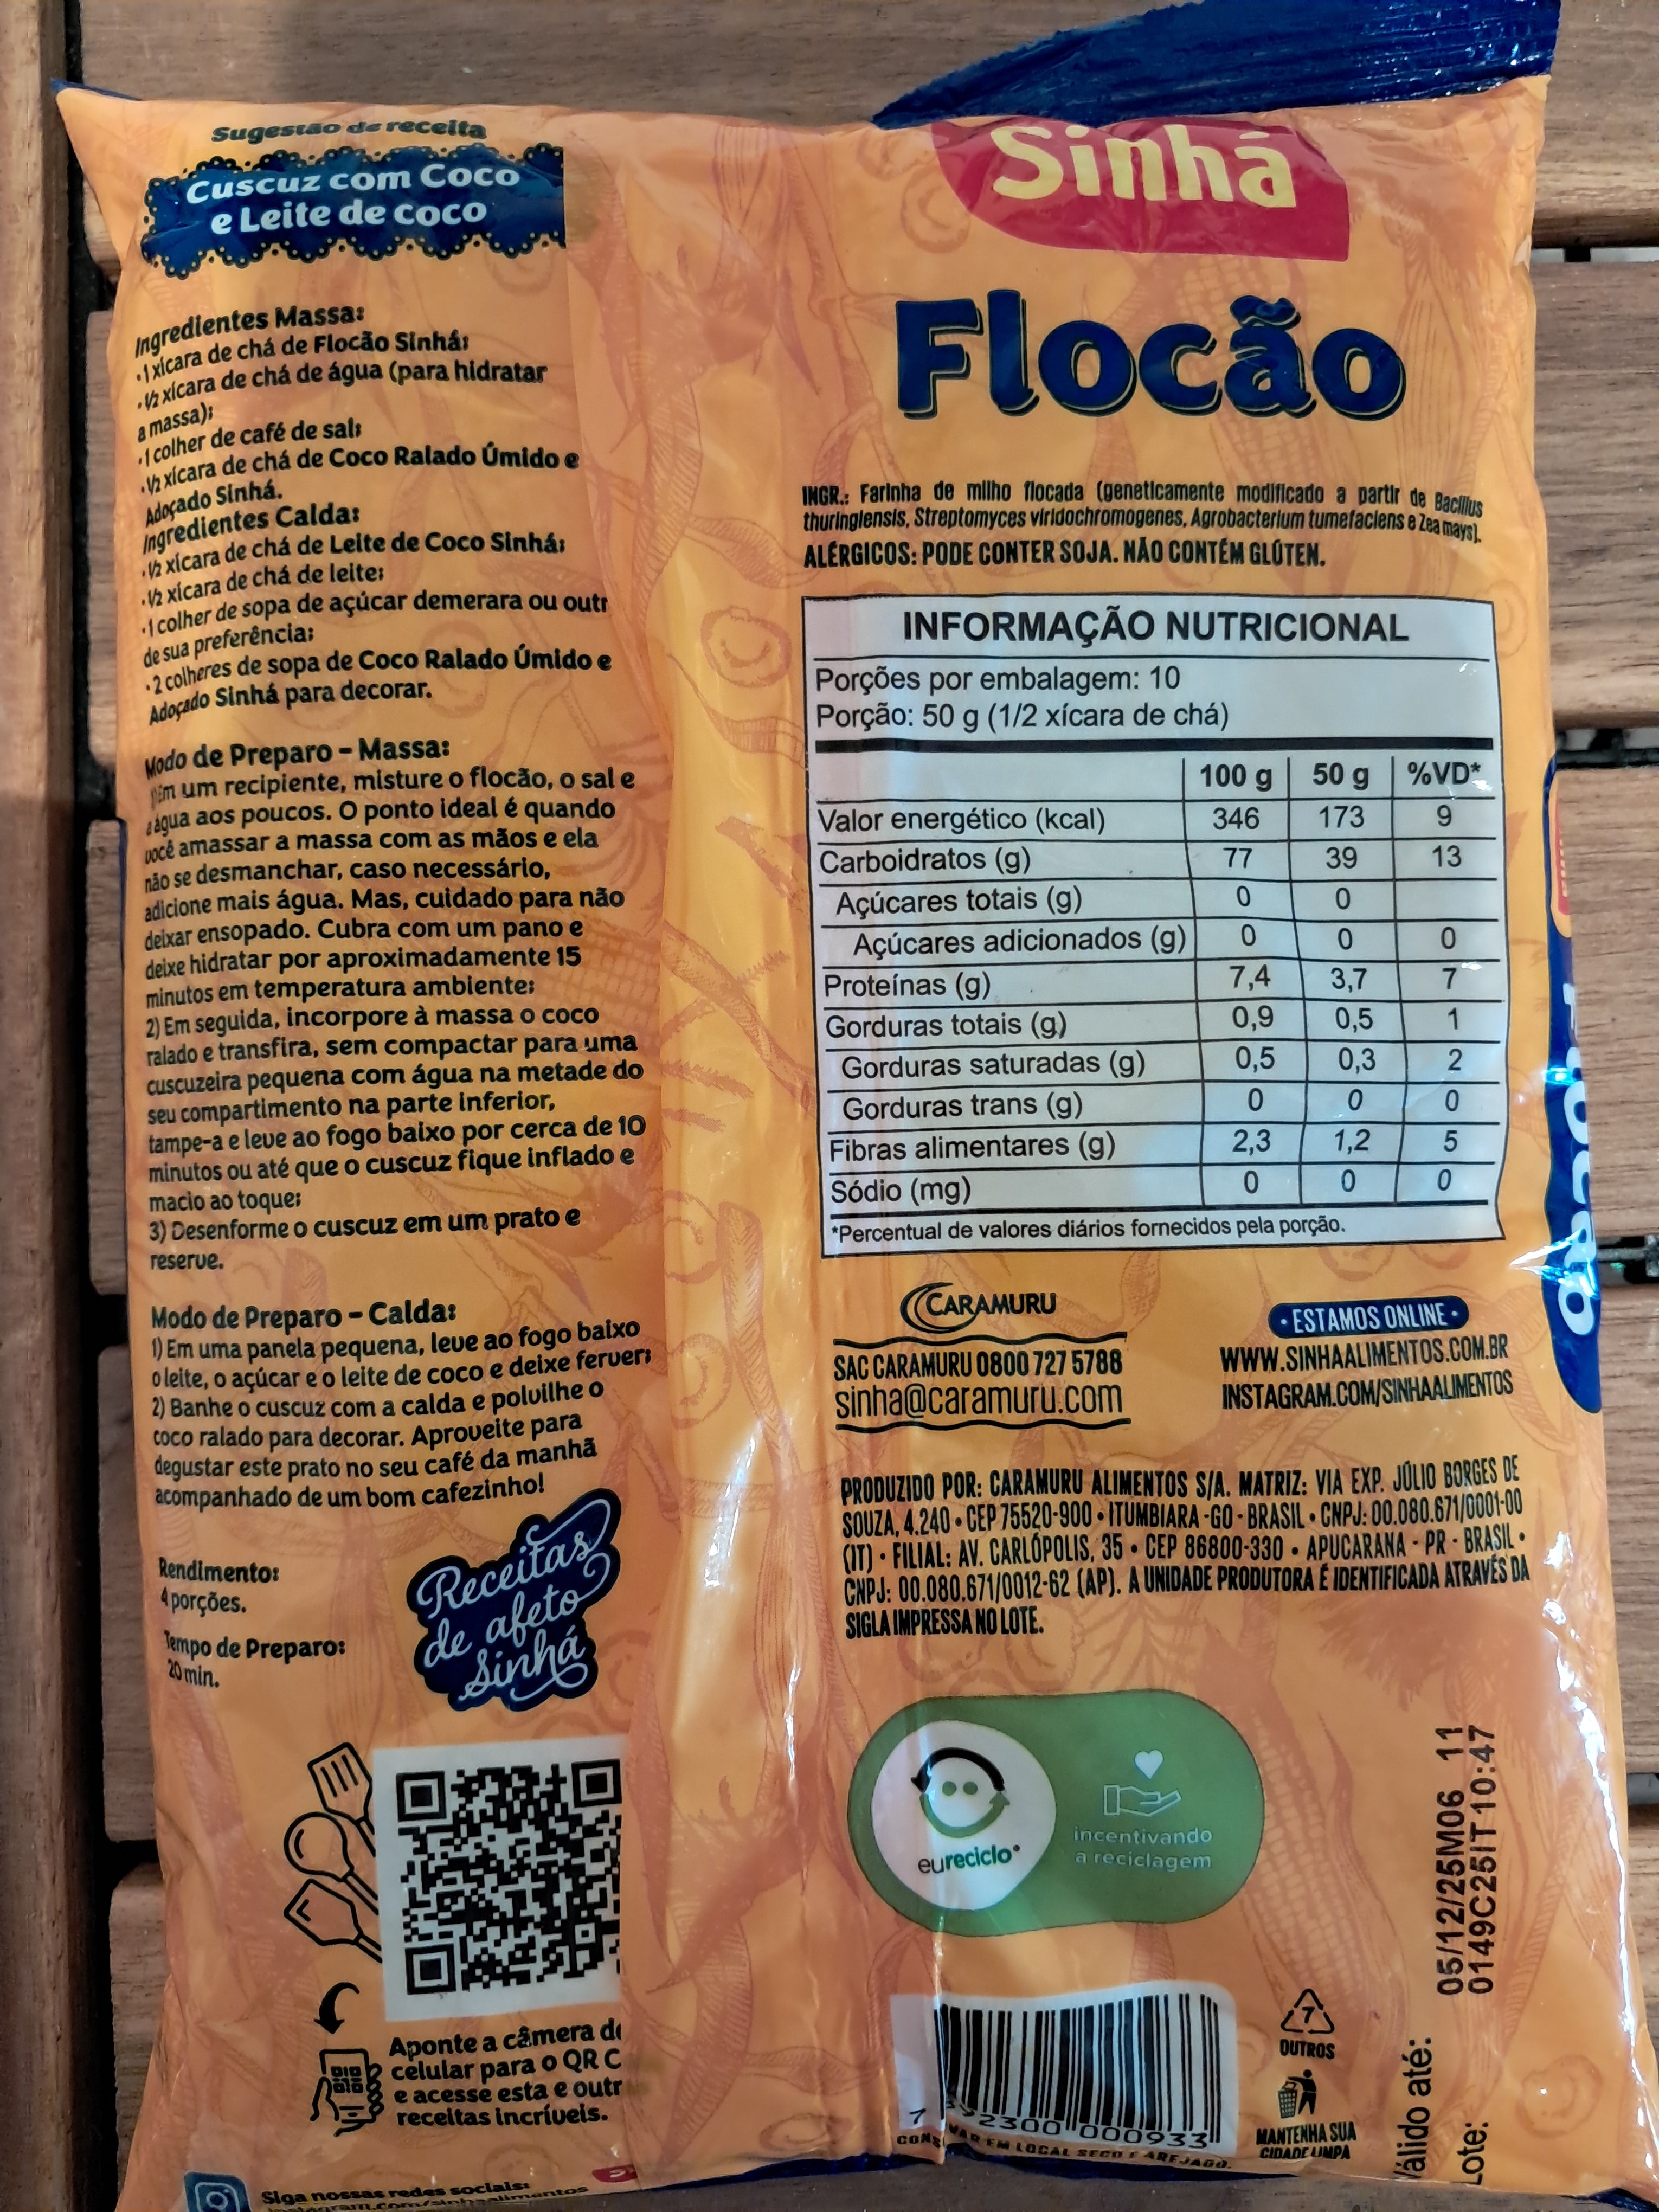 Sugestão de receita
Cuscuz com Coco
e Leite de coco
Ingredientes Massa:
•1 xícara de chá de Flocão Sinhá;
•½ xícara de chá de água (para hidratar
a massa);
•1 colher de café de sal;
•½ xícara de chá de Coco Ralado Úmido e
Adoçado Sinhá.
Ingredientes Calda:
•½ xícara de chá de Leite de Coco Sinhá;
•½ xícara de chá de leite;
•1 colher de sopa de açúcar demerara ou outr
de sua preferência;
•2 colheres de sopa de Coco Ralado Úmido e
Adoçado Sinhá para decorar.
Modo de Preparo - Massa:
Em um recipiente, misture o flocão, o sal e
a água aos poucos. O ponto ideal é quando
você amassar a massa com as mãos e ela
não se desmanchar, caso necessário,
adicione mais água. Mas, cuidado para não
deixar ensopado. Cubra com um pano e
deixe hidratar por aproximadamente 15
minutos em temperatura ambiente;
2) Em seguida, incorpore à massa o coco
ralado e transfira, sem compactar para uma
cuscuzeira pequena com água na metade do
seu compartimento na parte inferior,
tampe-a e leve ao fogo baixo por cerca de 10
minutos ou até que o cuscuz fique inflado e
macio ao toque;
3) Desenforme o cuscuz em um prato e
reserve.
Modo de Preparo - Calda:
1) Em uma panela pequena, leve ao fogo baixo
o leite, o açúcar e o leite de coco e deixe ferver;
2) Banhe o cuscuz com a calda e polvilhe o
coco ralado para decorar. Aproveite para
degustar este prato no seu café da manhã
acompanhado de um bom cafezinho!
Rendimento:
4 porções.
Tempo de Preparo:
20 min.
Receitas
de afeto
Sinhá
Aponte a câmera d
celular para o QR C
e acesse esta e outr
receitas incríveis.
Siga nossas redes sociais:
instagram.com/sinhaalimentos
Sinhá
Flocão
INGR.: Farinha de milho flocada (geneticamente modificado a partir de Bacillus
thuringiensis, Streptomyces viridochromogenes, Agrobacterium tumefaciens e Zea mays).
ALÉRGICOS: PODE CONTER SOJA. NÃO CONTÉM GLÚTEN.
INFORMAÇÃO NUTRICIONAL
Porções por embalagem: 10
Porção: 50 g (1/2 xícara de chá)
100 g 50 g %VD*
Valor energético (kcal) 346 173 9
Carboidratos (g) 77 39 13
Açúcares totais (g) 0 0
Açúcares adicionados (g) 0 0 0
Proteínas (g) 7,4 3,7 7
Gorduras totais (g) 0,9 0,5 1
Gorduras saturadas (g) 0,5 0,3 2
Gorduras trans (g) 0 0 0
Fibras alimentares (g) 2,3 1,2 5
Sódio (mg) 0 0 0
*Percentual de valores diários fornecidos pela porção.
CARAMURU
SAC CARAMURU 0800 727 5788
sinha@caramuru.com
• ESTAMOS ONLINE •
WWW.SINHAALIMENTOS.COM.BR
INSTAGRAM.COM/SINHAALIMENTOS
PRODUZIDO POR: CARAMURU ALIMENTOS S/A. MATRIZ: VIA EXP. JÚLIO BORGES DE
SOUZA, 4.240 • CEP 75520-900 • ITUMBIARA - GO - BRASIL • CNPJ: 00.080.671/0001-00
(IT) • FILIAL: AV. CARLÓPOLIS, 35 • CEP 86800-330 • APUCARANA - PR - BRASIL •
CNPJ: 00.080.671/0012-62 (AP). A UNIDADE PRODUTORA É IDENTIFICADA ATRAVÉS DA
SIGLA IMPRESSA NO LOTE.
eureciclo
incentivando
a reciclagem
7 OUTROS
MANTENHA SUA
CIDADE LIMPA
Válido até: 05/12/25M06 11
Lote: 0149C25IT10:47
7 892300 000933
CONSERVAR EM LOCAL SECO E AREJADO.